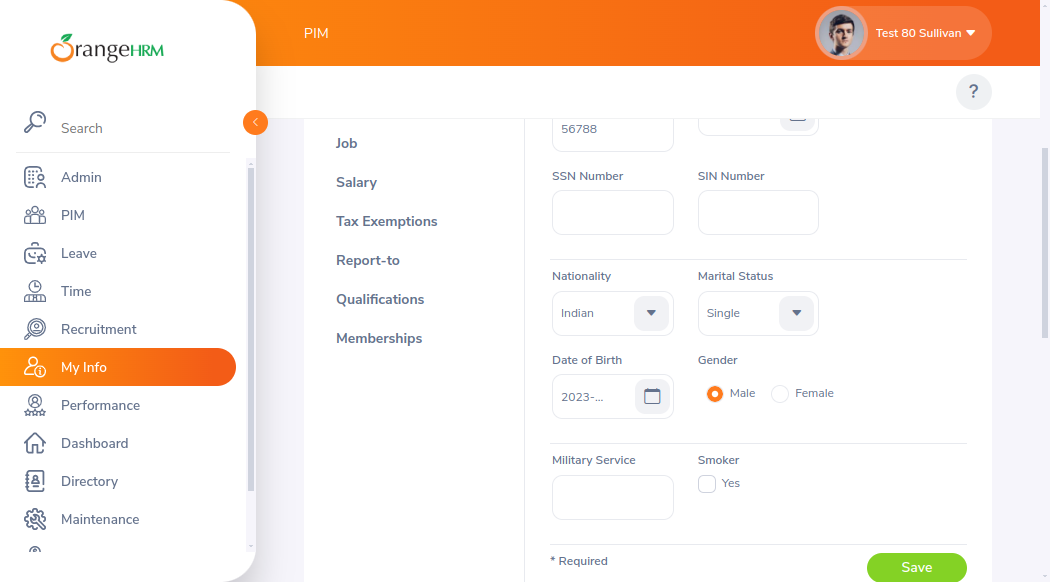 OrangeHRM
PIM
Test 80 Sullivan
?
Search
Admin
PIM
Leave
Time
Recruitment
My Info
Performance
Dashboard
Directory
Maintenance
Job
Salary
Tax Exemptions
Report-to
Qualifications
Memberships
56788
SSN Number
SIN Number
Nationality
Marital Status
Indian
Single
Date of Birth
Gender
2023-...
Male
Female
Military Service
Smoker
Yes
* Required
Save